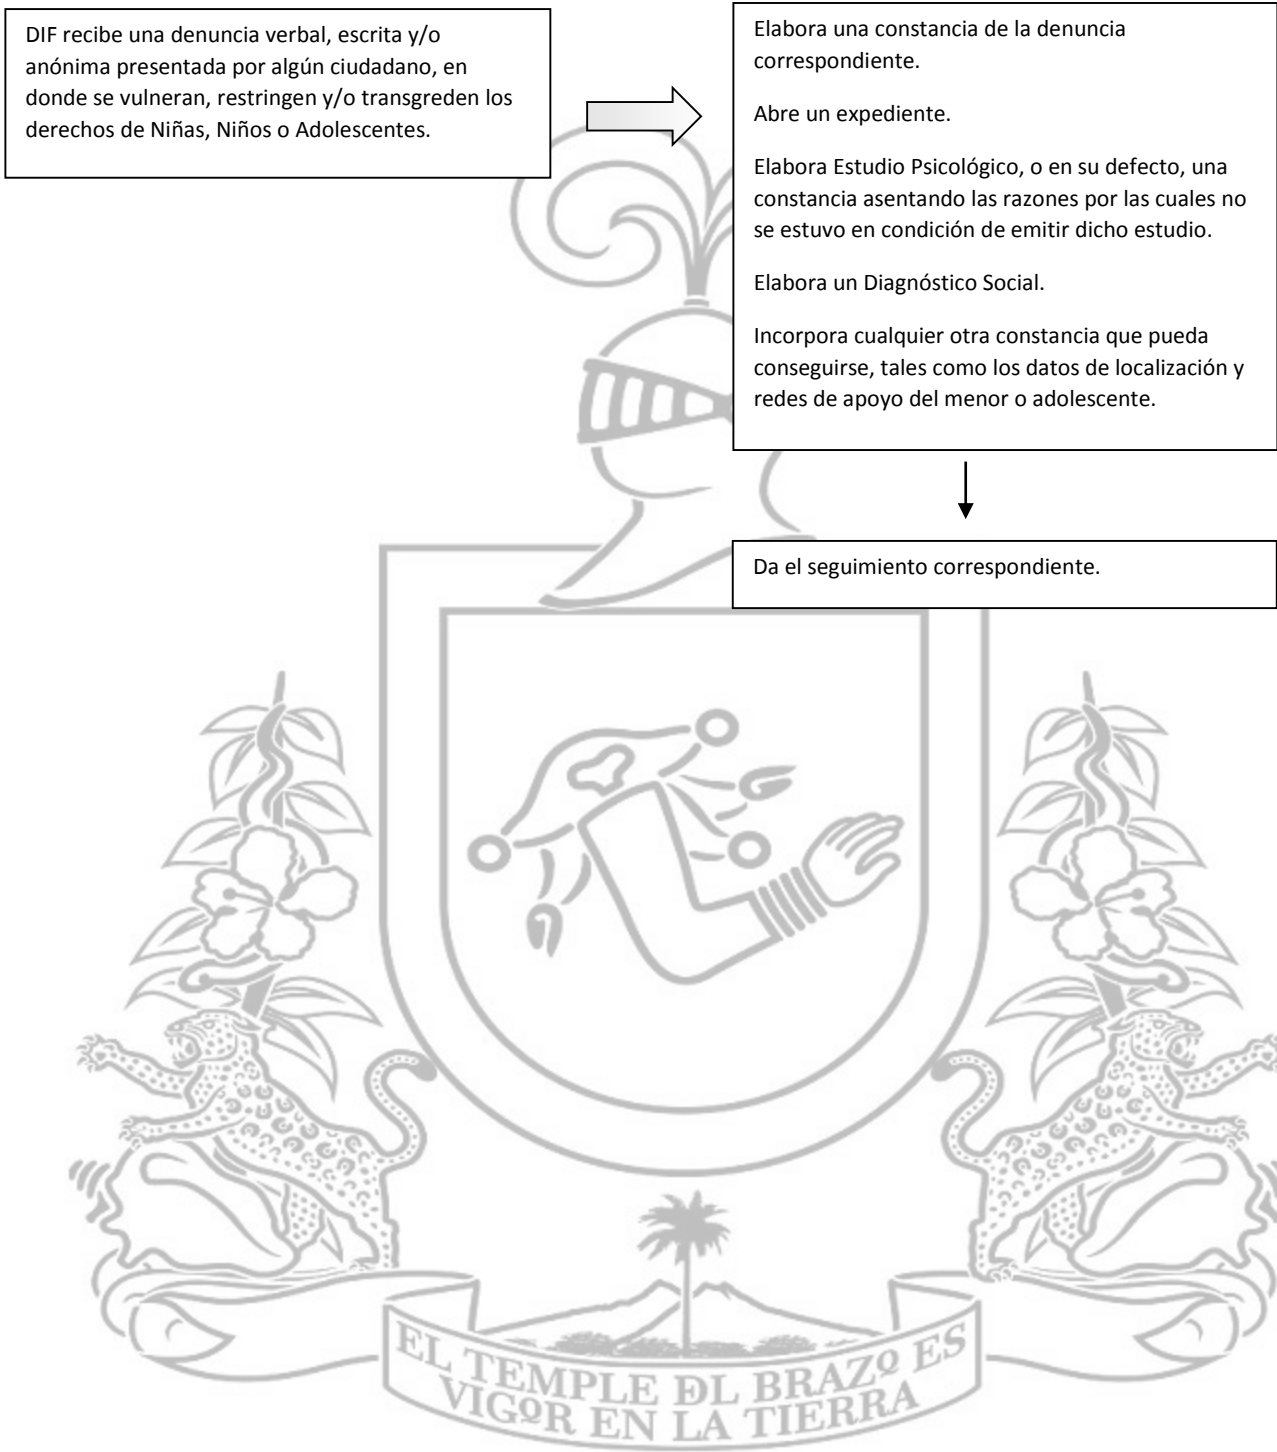 DIF recibe una denuncia verbal, escrita y/o
anónima presentada por algún ciudadano, en
donde se vulneran, restringen y/o transgreden los
derechos de Niñas, Niños o Adolescentes.
Elabora una constancia de la denuncia
correspondiente.
Abre un expediente.
Elabora Estudio Psicológico, o en su defecto, una
constancia asentando las razones por las cuales no
se estuvo en condición de emitir dicho estudio.
Elabora un Diagnóstico Social.
Incorpora cualquier otra constancia que pueda
conseguirse, tales como los datos de localización y
redes de apoyo del menor o adolescente.
Da el seguimiento correspondiente.
EL TEMPLE DL BRAZO ES
VIGOR EN LA TIERRA